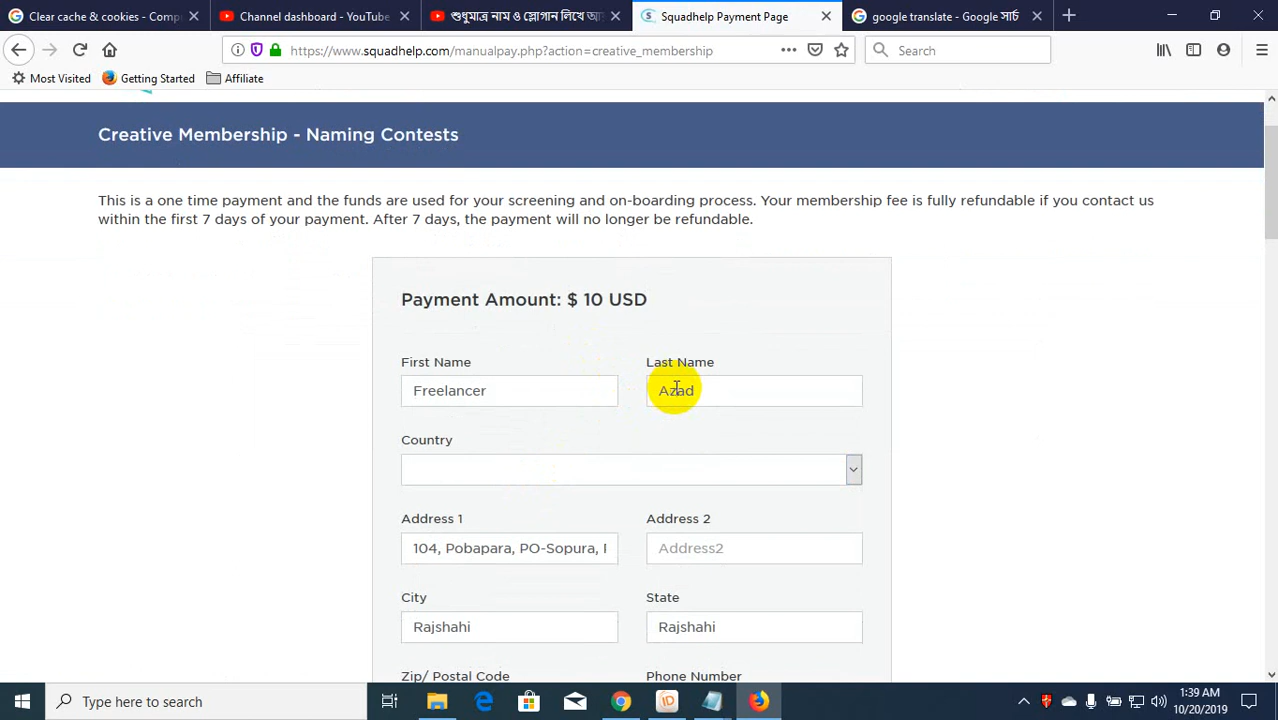 Clear cache & cookies - Comp
Channel dashboard - YouTube
শুধুমাত্র নাম ও স্লোগান লিখে আ
Squadhelp Payment Page
google translate - Google সার্চ
https://www.squadhelp.com/manualpay.php?action=creative_membership
Search
Most Visited
Getting Started
Affiliate
Creative Membership - Naming Contests
This is a one time payment and the funds are used for your screening and on-boarding process. Your membership fee is fully refundable if you contact us
within the first 7 days of your payment. After 7 days, the payment will no longer be refundable.
Payment Amount: $ 10 USD
First Name
Last Name
Freelancer
Azad
Country
Address 1
Address 2
104, Pobapara, PO-Sopura,
Address2
City
State
Rajshahi
Rajshahi
Zip/ Postal Code
Phone Number
Type here to search
1:39 AM
10/20/2019